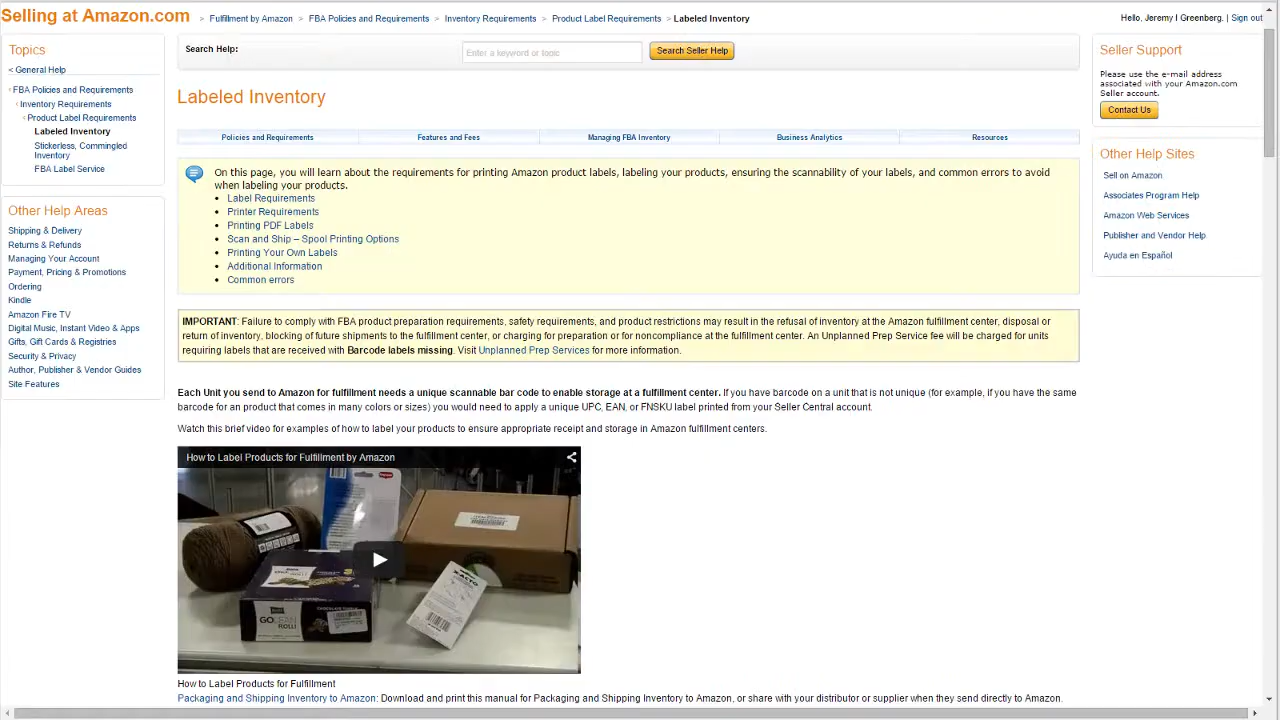 Selling at Amazon.com > Fulfillment by Amazon > FBA Policies and Requirements > Inventory Requirements > Product Label Requirements > Labeled Inventory
Hello, Jeremy I Greenberg. | Sign out
Topics
< General Help
‹ FBA Policies and Requirements
‹ Inventory Requirements
‹ Product Label Requirements
Labeled Inventory
Stickerless, Commingled
Inventory
FBA Label Service
Other Help Areas
Shipping & Delivery
Returns & Refunds
Managing Your Account
Payment, Pricing & Promotions
Ordering
Kindle
Amazon Fire TV
Digital Music, Instant Video & Apps
Gifts, Gift Cards & Registries
Security & Privacy
Author, Publisher & Vendor Guides
Site Features
Search Help:
Enter a keyword or topic
Search Seller Help
Labeled Inventory
Policies and Requirements
Features and Fees
Managing FBA Inventory
Business Analytics
Resources
On this page, you will learn about the requirements for printing Amazon product labels, labeling your products, ensuring the scannability of your labels, and common errors to avoid
when labeling your products.
• Label Requirements
• Printer Requirements
• Printing PDF Labels
• Scan and Ship – Spool Printing Options
• Printing Your Own Labels
• Additional Information
• Common errors
IMPORTANT: Failure to comply with FBA product preparation requirements, safety requirements, and product restrictions may result in the refusal of inventory at the Amazon fulfillment center, disposal or
return of inventory, blocking of future shipments to the fulfillment center, or charging for preparation or for noncompliance at the fulfillment center. An Unplanned Prep Service fee will be charged for units
requiring labels that are received with Barcode labels missing. Visit Unplanned Prep Services for more information.
Each Unit you send to Amazon for fulfillment needs a unique scannable bar code to enable storage at a fulfillment center. If you have barcode on a unit that is not unique (for example, if you have the same
barcode for an product that comes in many colors or sizes) you would need to apply a unique UPC, EAN, or FNSKU label printed from your Seller Central account.
Watch this brief video for examples of how to label your products to ensure appropriate receipt and storage in Amazon fulfillment centers.
How to Label Products for Fulfillment by Amazon
X-ACTO
GOLEAN
ROLL!
How to Label Products for Fulfillment
Packaging and Shipping Inventory to Amazon: Download and print this manual for Packaging and Shipping Inventory to Amazon, or share with your distributor or supplier when they send directly to Amazon.
Seller Support
Please use the e-mail address
associated with your Amazon.com
Seller account.
Contact Us
Other Help Sites
Sell on Amazon
Associates Program Help
Amazon Web Services
Publisher and Vendor Help
Ayuda en Español